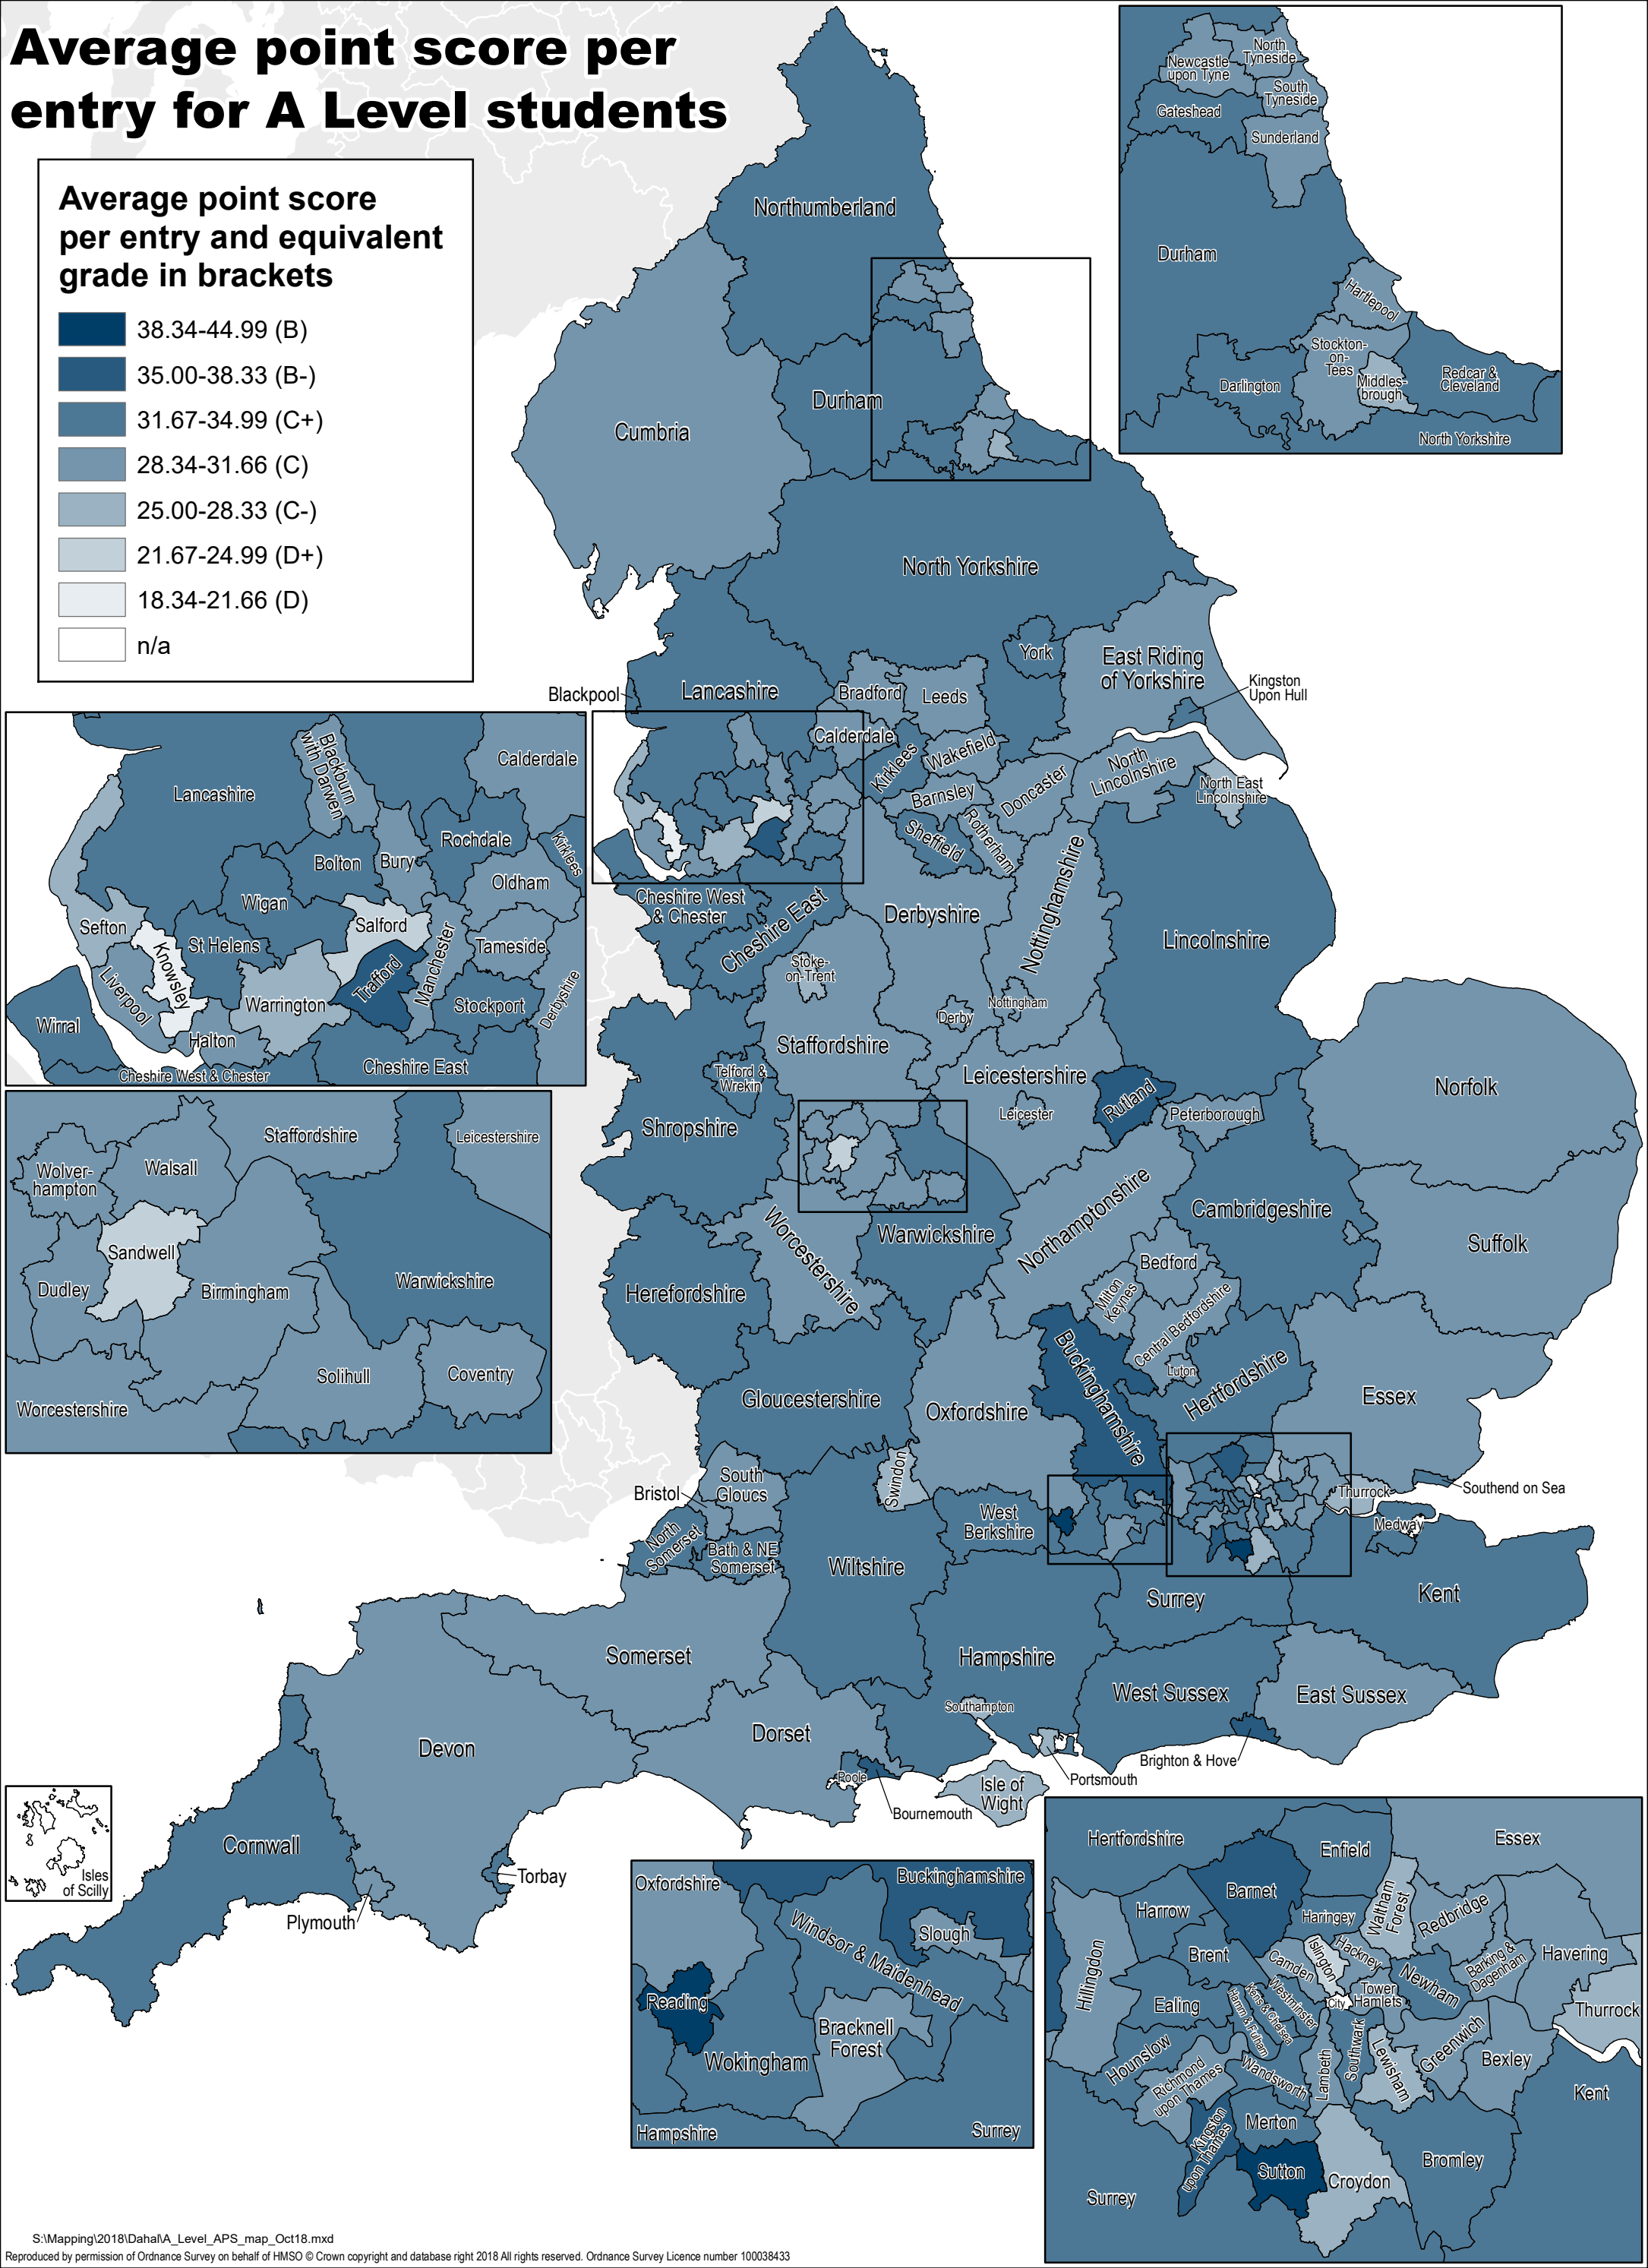 Average point score per
entry for A Level students
Average point score
per entry and equivalent
grade in brackets
38.34-44.99 (B)
35.00-38.33 (B-)
31.67-34.99 (C+)
28.34-31.66 (C)
25.00-28.33 (C-)
21.67-24.99 (D+)
18.34-21.66 (D)
n/a
Newcastle
upon Tyne
North
Tyneside
South
Tyneside
Gateshead
Sunderland
Durham
Hartlepool
Stockton-
on-
Tees
Middles-
brough
Darlington
Redcar &
Cleveland
North Yorkshire
Northumberland
Cumbria
Durham
North Yorkshire
York
East Riding
of Yorkshire
Kingston
Upon Hull
Blackpool
Lancashire
Bradford
Leeds
Calderdale
Kirklees
Wakefield
Barnsley
Doncaster
North
Lincolnshire
North East
Lincolnshire
Sheffield
Rotherham
Cheshire West
& Chester
Cheshire East
Derbyshire
Nottinghamshire
Lincolnshire
Stoke-
on-Trent
Derby
Nottingham
Staffordshire
Telford &
Wrekin
Shropshire
Leicestershire
Leicester
Rutland
Peterborough
Norfolk
Cambridgeshire
Suffolk
Northamptonshire
Warwickshire
Worcestershire
Herefordshire
Bedford
Milton
Keynes
Central Bedfordshire
Luton
Buckinghamshire
Hertfordshire
Essex
Gloucestershire
Oxfordshire
Swindon
South
Gloucs
Bristol
North
Somerset
Bath & NE
Somerset
Wiltshire
West
Berkshire
Thurrock
Southend on Sea
Medway
Kent
Surrey
Hampshire
West Sussex
East Sussex
Brighton & Hove
Southampton
Portsmouth
Isle of
Wight
Somerset
Dorset
Poole
Bournemouth
Devon
Torbay
Plymouth
Cornwall
Isles
of Scilly
Lancashire
Blackburn
with Darwen
Calderdale
Rochdale
Kirklees
Bolton
Bury
Oldham
Wigan
Salford
Sefton
St Helens
Knowsley
Liverpool
Manchester
Tameside
Trafford
Warrington
Stockport
Derbyshire
Wirral
Halton
Cheshire West & Chester
Cheshire East
Staffordshire
Leicestershire
Wolver-
hampton
Walsall
Sandwell
Dudley
Birmingham
Warwickshire
Solihull
Coventry
Worcestershire
Oxfordshire
Buckinghamshire
Slough
Windsor & Maidenhead
Reading
Bracknell
Forest
Wokingham
Hampshire
Surrey
Hertfordshire
Enfield
Essex
Barnet
Harrow
Haringey
Waltham
Forest
Redbridge
Hillingdon
Brent
Camden
Islington
Hackney
Newham
Barking &
Dagenham
Havering
Ealing
Hamm & Fulham
Kens & Chelsea
Westminster
City
Tower
Hamlets
Thurrock
Hounslow
Richmond
upon Thames
Wandsworth
Lambeth
Southwark
Lewisham
Greenwich
Bexley
Kent
Kingston
upon Thames
Merton
Sutton
Croydon
Bromley
Surrey
S:\Mapping\2018\Dahal\A_Level_APS_map_Oct18.mxd
Reproduced by permission of Ordnance Survey on behalf of HMSO © Crown copyright and database right 2018 All rights reserved. Ordnance Survey Licence number 100038433